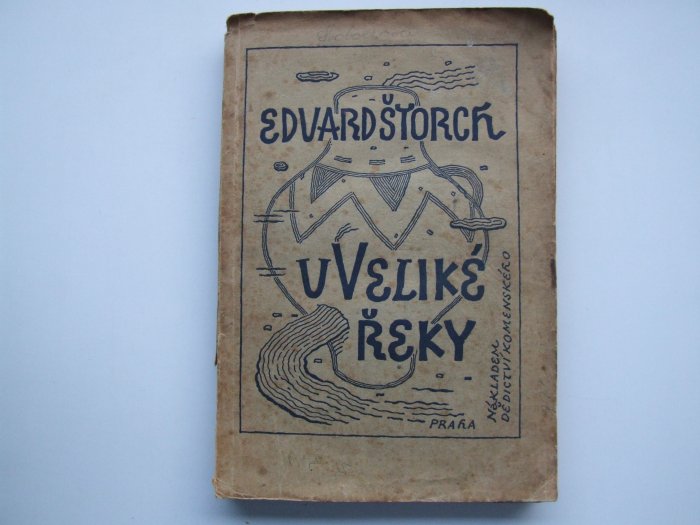 EDVARD ŠTORCH
U VELIKÉ
ŘEKY
NÁKLADEM
DĚDICTVÍ KOMENSKÉHO
PRAHA